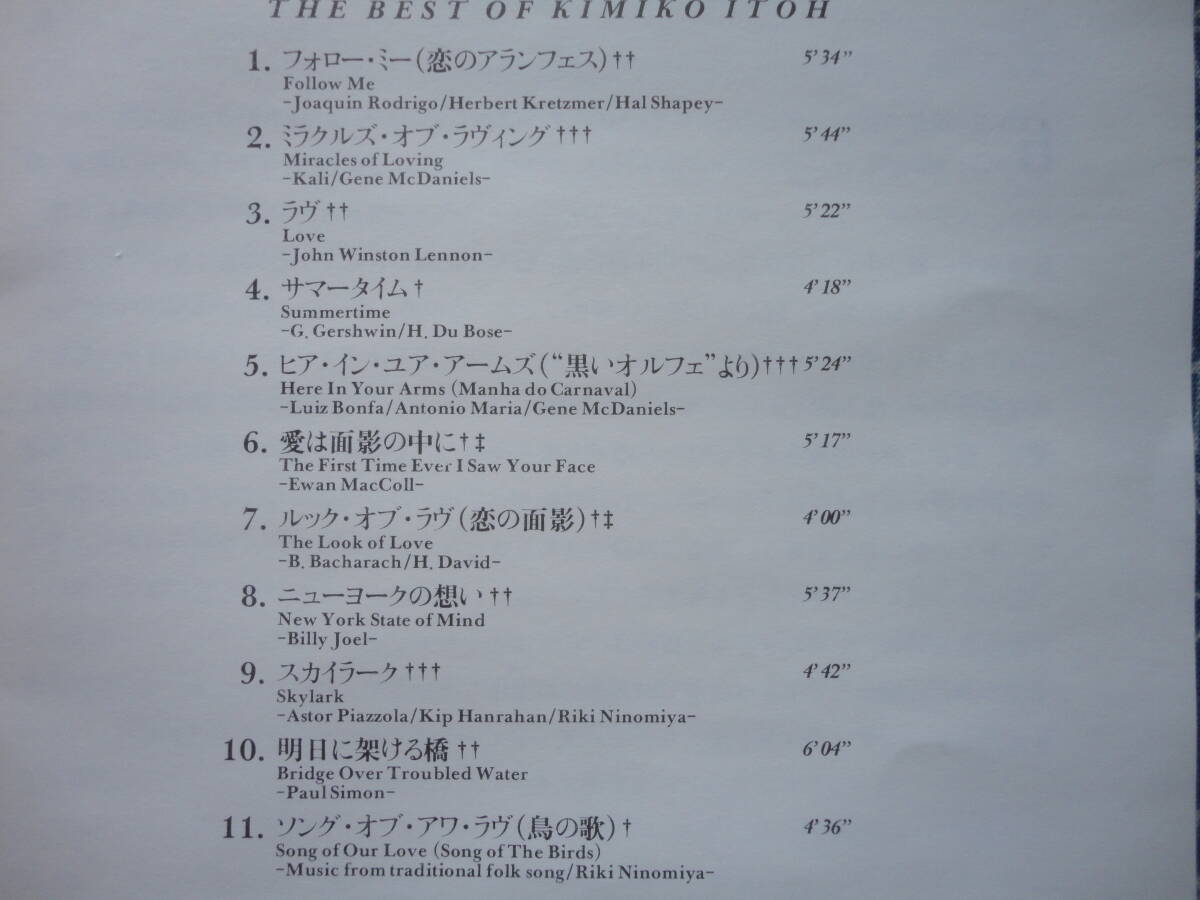 THE BEST OF KIMIKO ITOH
1. フォロー・ミー(恋のアランフェス)†† 5'34”
Follow Me
-Joaquin Rodrigo/Herbert Kretzmer/Hal Shapey-
2. ミラクルズ・オブ・ラヴィング††† 5'44”
Miracles of Loving
-Kali/Gene McDaniels-
3. ラヴ†† 5'22”
Love
-John Winston Lennon-
4. サマータイム† 4'18”
Summertime
-G. Gershwin/H. Du Bose-
5. ヒア・イン・ユア・アームズ(“黒いオルフェ”より)††† 5'24”
Here In Your Arms (Manha do Carnaval)
-Luiz Bonfa/Antonio Maria/Gene McDaniels-
6. 愛は面影の中に†‡ 5'17”
The First Time Ever I Saw Your Face
-Ewan MacColl-
7. ルック・オブ・ラヴ(恋の面影)†‡ 4'00”
The Look of Love
-B. Bacharach/H. David-
8. ニューヨークの想い†† 5'37”
New York State of Mind
-Billy Joel-
9. スカイラーク††† 4'42”
Skylark
-Astor Piazzola/Kip Hanrahan/Riki Ninomiya-
10. 明日に架ける橋†† 6'04”
Bridge Over Troubled Water
-Paul Simon-
11. ソング・オブ・アワ・ラヴ(鳥の歌)† 4'36”
Song of Our Love (Song of The Birds)
-Music from traditional folk song/Riki Ninomiya-